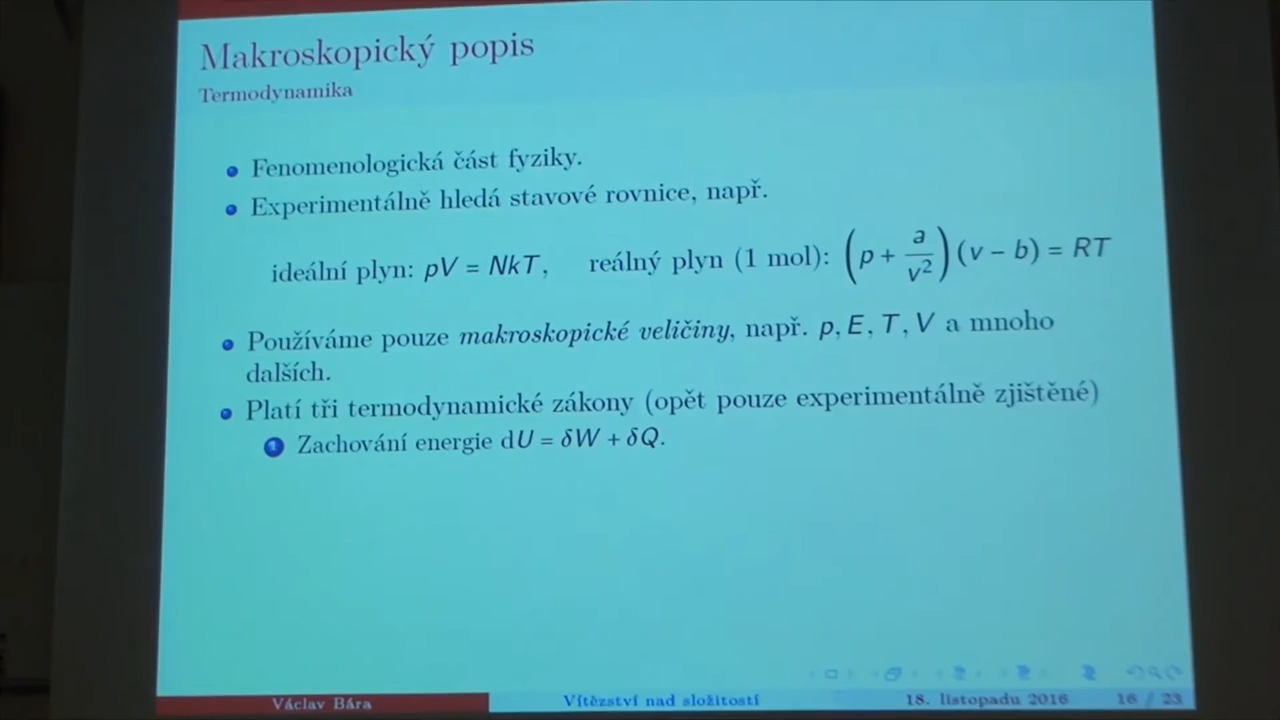 Makroskopický popis
Termodynamika
Fenomenologická část fyziky.
Experimentálně hledá stavové rovnice, např.
ideální plyn: pV = NkT, reálný plyn (1 mol): (p + a/v²)(v − b) = RT
Používáme pouze makroskopické veličiny, např. p, E, T, V a mnoho
dalších.
Platí tři termodynamické zákony (opět pouze experimentálně zjištěné)
1 Zachování energie dU = δW + δQ.
Václav Bára Vítězství nad složitostí 18. listopadu 2016 16 / 23